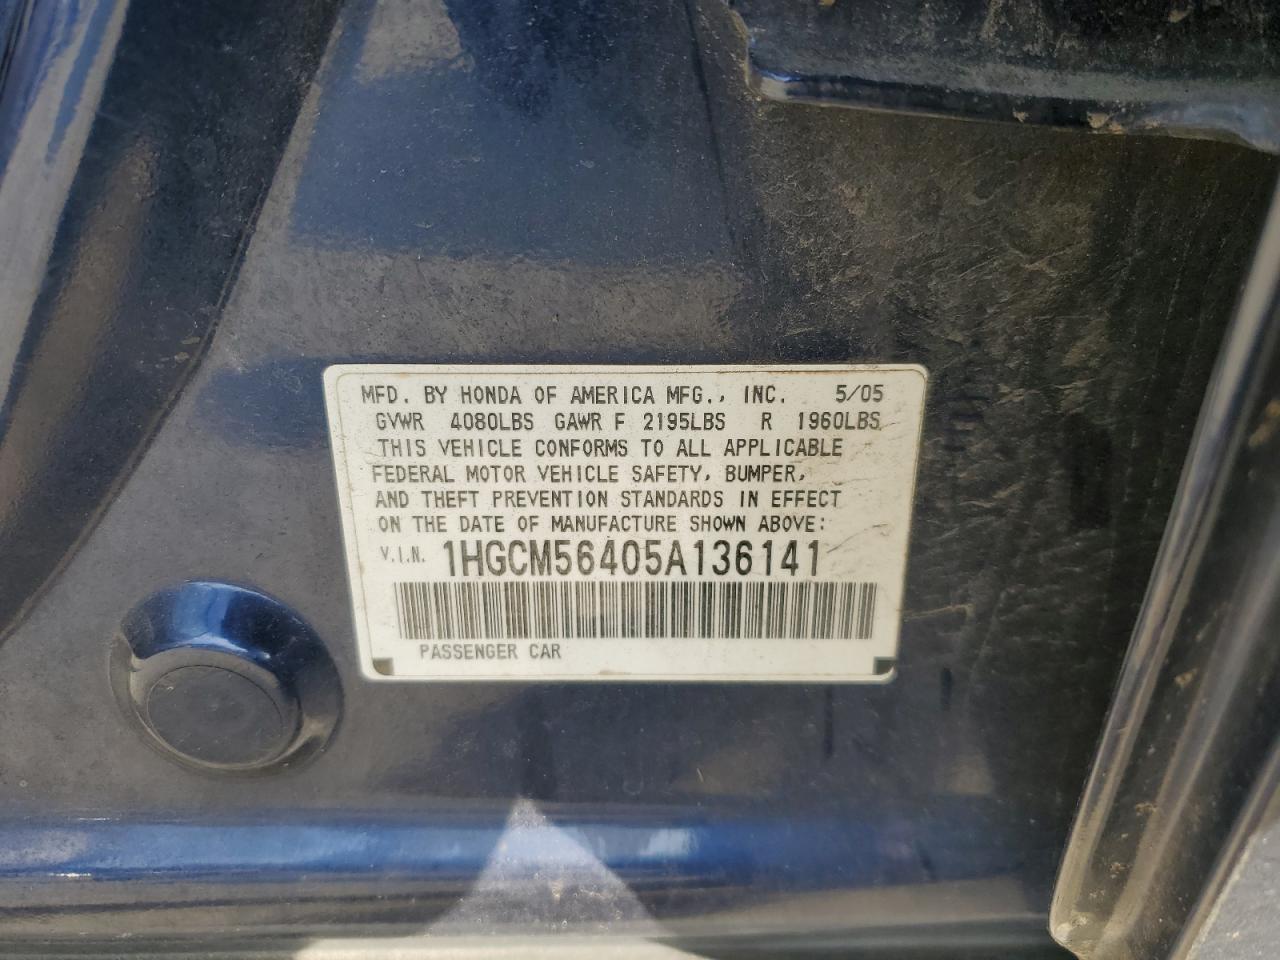 MFD. BY HONDA OF AMERICA MFG., INC. 5/05
GVWR 4080LBS GAWR F 2195LBS R 1960LBS
THIS VEHICLE CONFORMS TO ALL APPLICABLE
FEDERAL MOTOR VEHICLE SAFETY, BUMPER,
AND THEFT PREVENTION STANDARDS IN EFFECT
ON THE DATE OF MANUFACTURE SHOWN ABOVE:
V.I.N. 1HGCM56405A136141
PASSENGER CAR